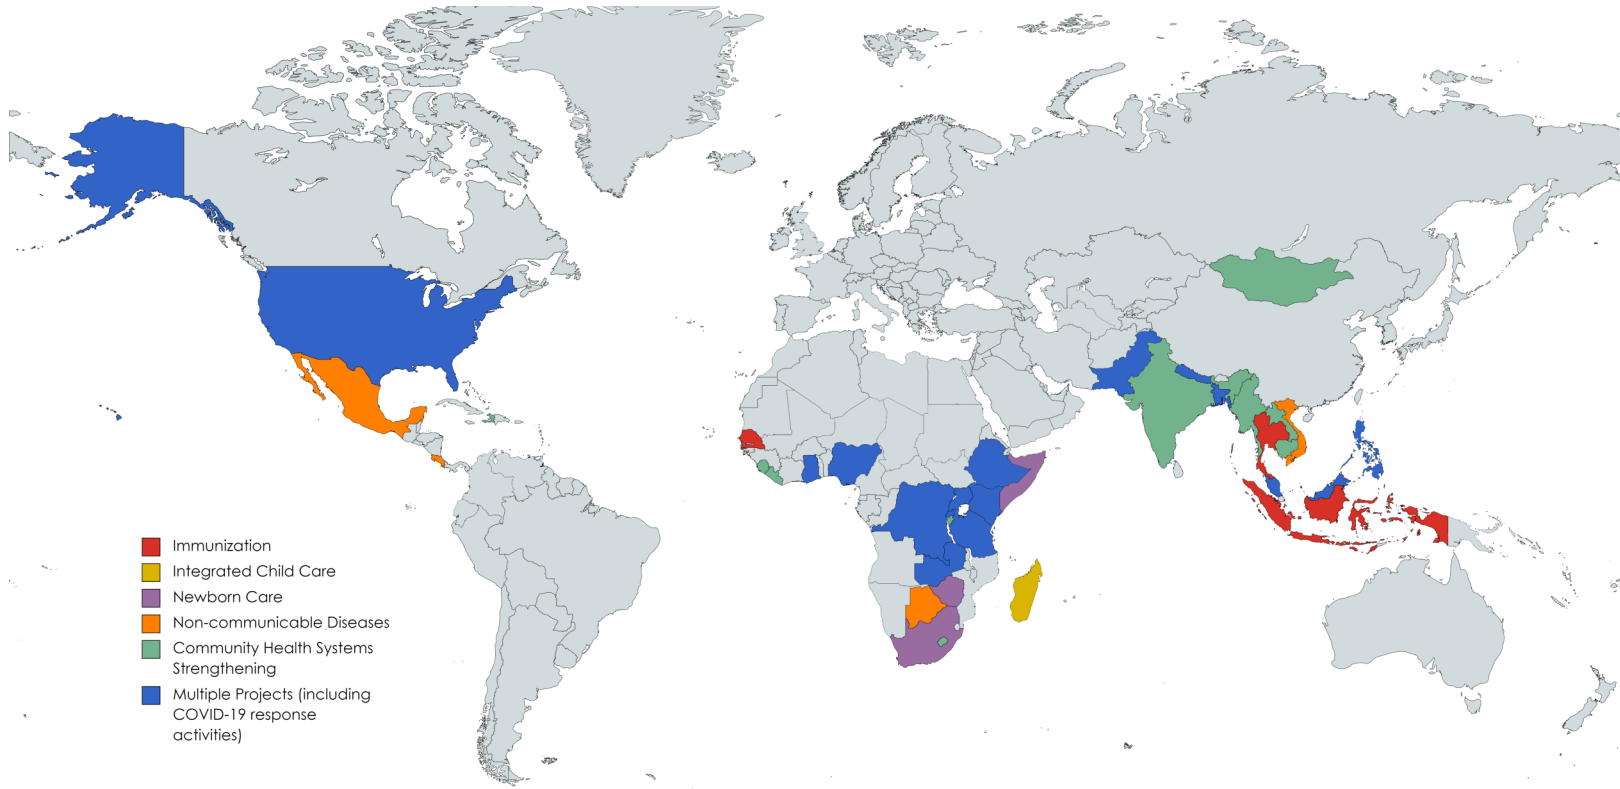 Immunization
Integrated Child Care
Newborn Care
Non-communicable Diseases
Community Health Systems
Strengthening
Multiple Projects (including
COVID-19 response
activities)